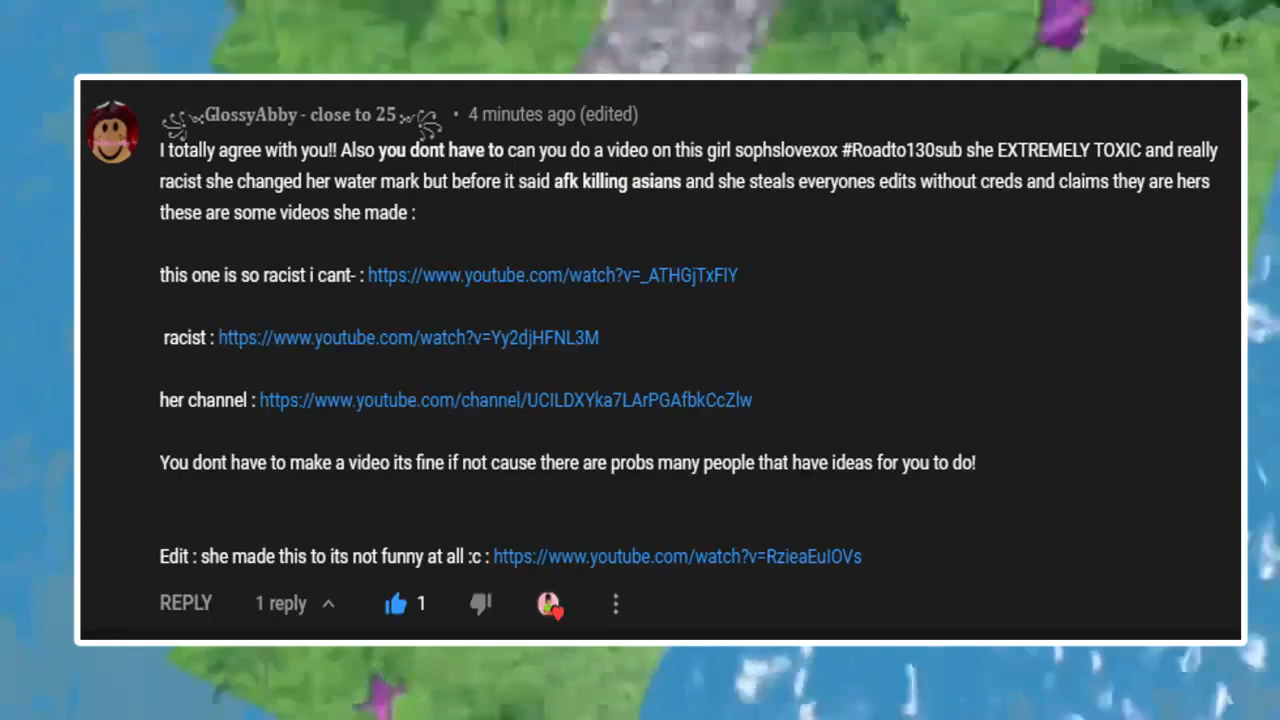 GlossyAbby - close to 25 • 4 minutes ago (edited)
I totally agree with you!! Also you dont have to can you do a video on this girl sophslovexox #Roadto130sub she EXTREMELY TOXIC and really
racist she changed her water mark but before it said afk killing asians and she steals everyones edits without creds and claims they are hers
these are some videos she made :
this one is so racist i cant- : https://www.youtube.com/watch?v=_ATHGjTxFIY
racist : https://www.youtube.com/watch?v=Yy2djHFNL3M
her channel : https://www.youtube.com/channel/UCILDXYka7LArPGAfbkCcZlw
You dont have to make a video its fine if not cause there are probs many people that have ideas for you to do!
Edit : she made this to its not funny at all :c : https://www.youtube.com/watch?v=RzieaEuIOVs
REPLY 1 reply 1